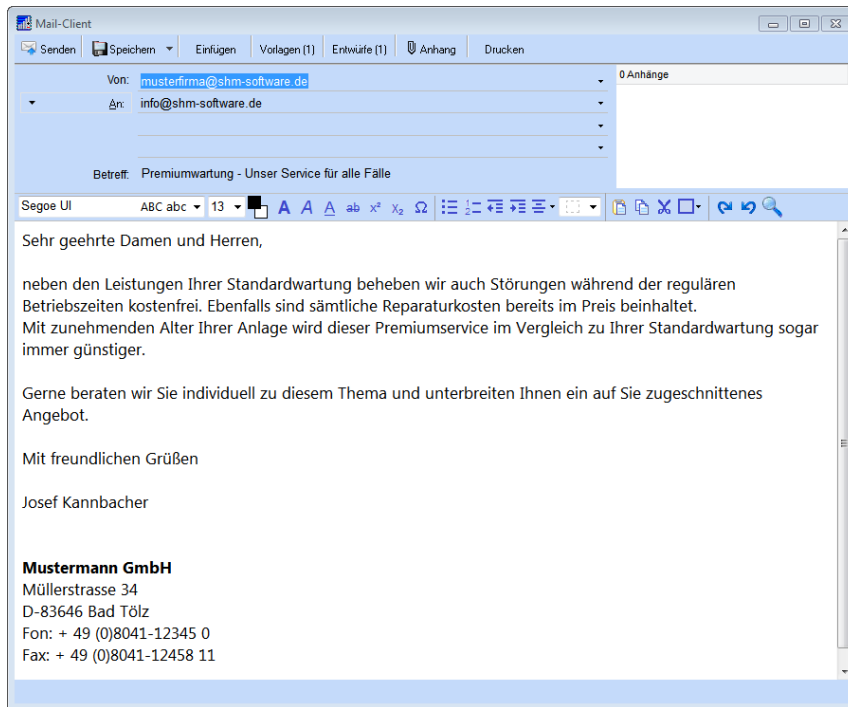 Mail-Client
Senden Speichern Einfügen Vorlagen (1) Entwürfe (1) Anhang Drucken
Von: musterfirma@shm-software.de
0 Anhänge
An: info@shm-software.de
Betreff: Premiumwartung - Unser Service für alle Fälle
Segoe UI ABC abc 13 A A A ab x² x₂ Ω
Sehr geehrte Damen und Herren,
neben den Leistungen Ihrer Standardwartung beheben wir auch Störungen während der regulären
Betriebszeiten kostenfrei. Ebenfalls sind sämtliche Reparaturkosten bereits im Preis beinhaltet.
Mit zunehmenden Alter Ihrer Anlage wird dieser Premiumservice im Vergleich zu Ihrer Standardwartung sogar
immer günstiger.
Gerne beraten wir Sie individuell zu diesem Thema und unterbreiten Ihnen ein auf Sie zugeschnittenes
Angebot.
Mit freundlichen Grüßen
Josef Kannbacher
Mustermann GmbH
Müllerstrasse 34
D-83646 Bad Tölz
Fon: + 49 (0)8041-12345 0
Fax: + 49 (0)8041-12458 11